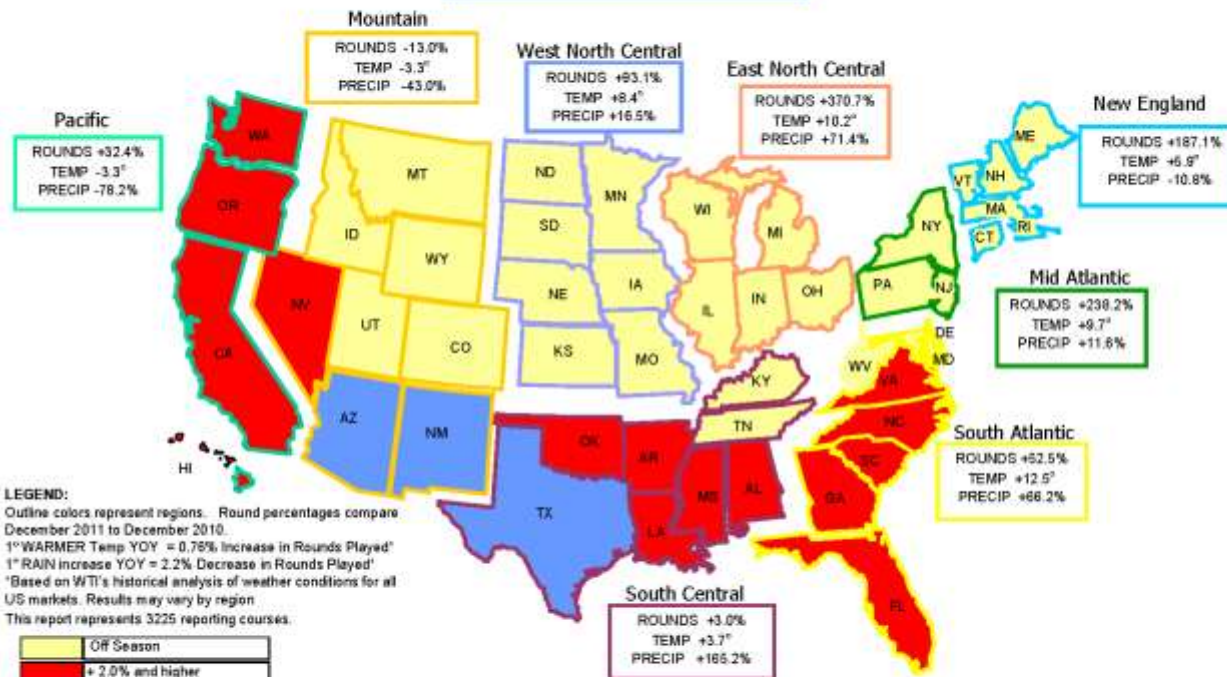 Mountain
ROUNDS -13.0%
TEMP -3.3°
PRECIP -43.0%
West North Central
ROUNDS +93.1%
TEMP +8.4°
PRECIP +16.5%
East North Central
ROUNDS +370.7%
TEMP +10.2°
PRECIP +71.4%
New England
ROUNDS +187.1%
TEMP +6.9°
PRECIP -10.8%
Pacific
ROUNDS +32.4%
TEMP -3.3°
PRECIP -78.2%
Mid Atlantic
ROUNDS +238.2%
TEMP +9.7°
PRECIP +11.6%
South Atlantic
ROUNDS +52.5%
TEMP +12.5°
PRECIP +66.2%
South Central
ROUNDS +3.0%
TEMP +3.7°
PRECIP +165.2%
WA
OR
CA
NV
ID
MT
WY
UT
CO
AZ
NM
ND
SD
NE
KS
MN
IA
MO
WI
MI
IL
IN
OH
KY
TN
OK
AR
TX
LA
MS
AL
GA
FL
SC
NC
VA
WV
MD
DE
PA
NJ
NY
CT
RI
MA
VT
NH
ME
HI
LEGEND:
Outline colors represent regions. Round percentages compare
December 2011 to December 2010.
1° WARMER Temp YOY = 0.76% Increase in Rounds Played*
1" RAIN increase YOY = 2.2% Decrease in Rounds Played*
*Based on WTI's historical analysis of weather conditions for all
US markets. Results may vary by region
This report represents 3225 reporting courses.
Off Season
+ 2.0% and higher